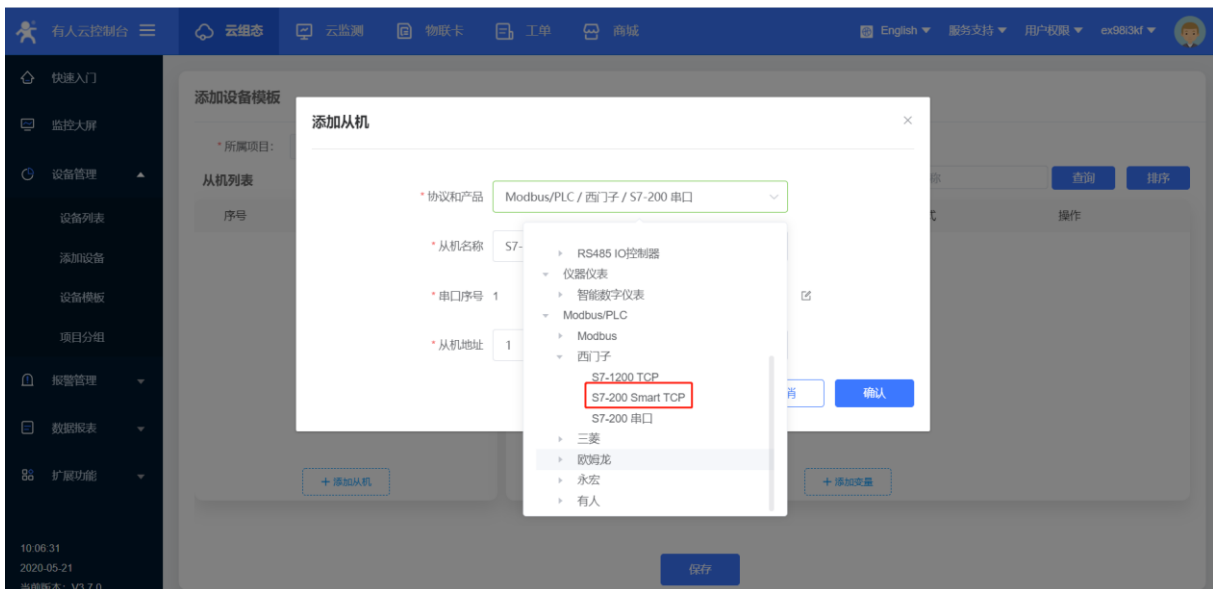 有人云控制台 云组态 云监测 物联卡 工单 商城 English 服务支持 用户权限 ex98i3kf
快速入门
监控大屏
设备管理
设备列表
添加设备
设备模板
项目分组
报警管理
数据报表
扩展功能
10:06:31
2020-05-21
当前版本: V3.7.0
添加设备模板
*所属项目:
从机列表
序号
查询 排序
操作
添加从机
*协议和产品 Modbus/PLC / 西门子 / S7-200 串口
*从机名称 S7-
*串口序号 1
*从机地址 1
RS485 IO控制器
仪器仪表
智能数字仪表
Modbus/PLC
Modbus
西门子
S7-1200 TCP
S7-200 Smart TCP
S7-200 串口
三菱
欧姆龙
永宏
有人
消 确认
+ 添加从机
+ 添加变量
保存